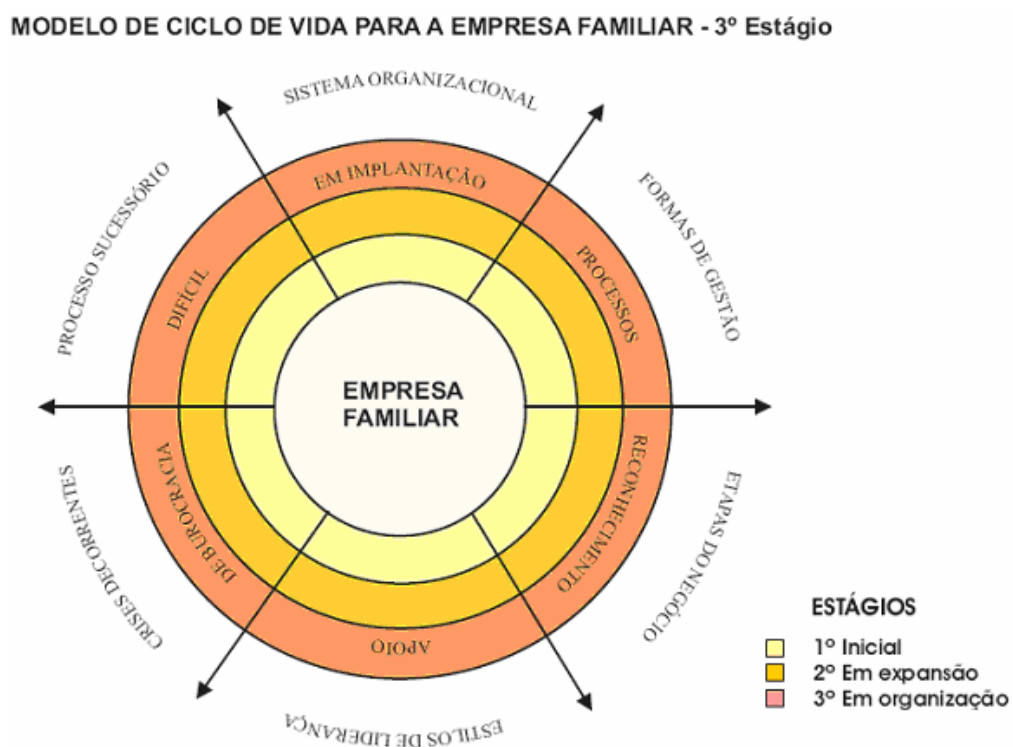 MODELO DE CICLO DE VIDA PARA A EMPRESA FAMILIAR - 3º Estágio
SISTEMA ORGANIZACIONAL
EM IMPLANTAÇÃO
PROCESSO SUCESSÓRIO
FORMAS DE GESTÃO
DIFÍCIL
PROCESSOS
EMPRESA
FAMILIAR
CRISES DECORRENTES
DE BUROCRACIA
RECONHECIMENTO
ETAPAS DO NEGÓCIO
APOIO
ESTILOS DE LIDERANÇA
ESTÁGIOS
1º Inicial
2º Em expansão
3º Em organização